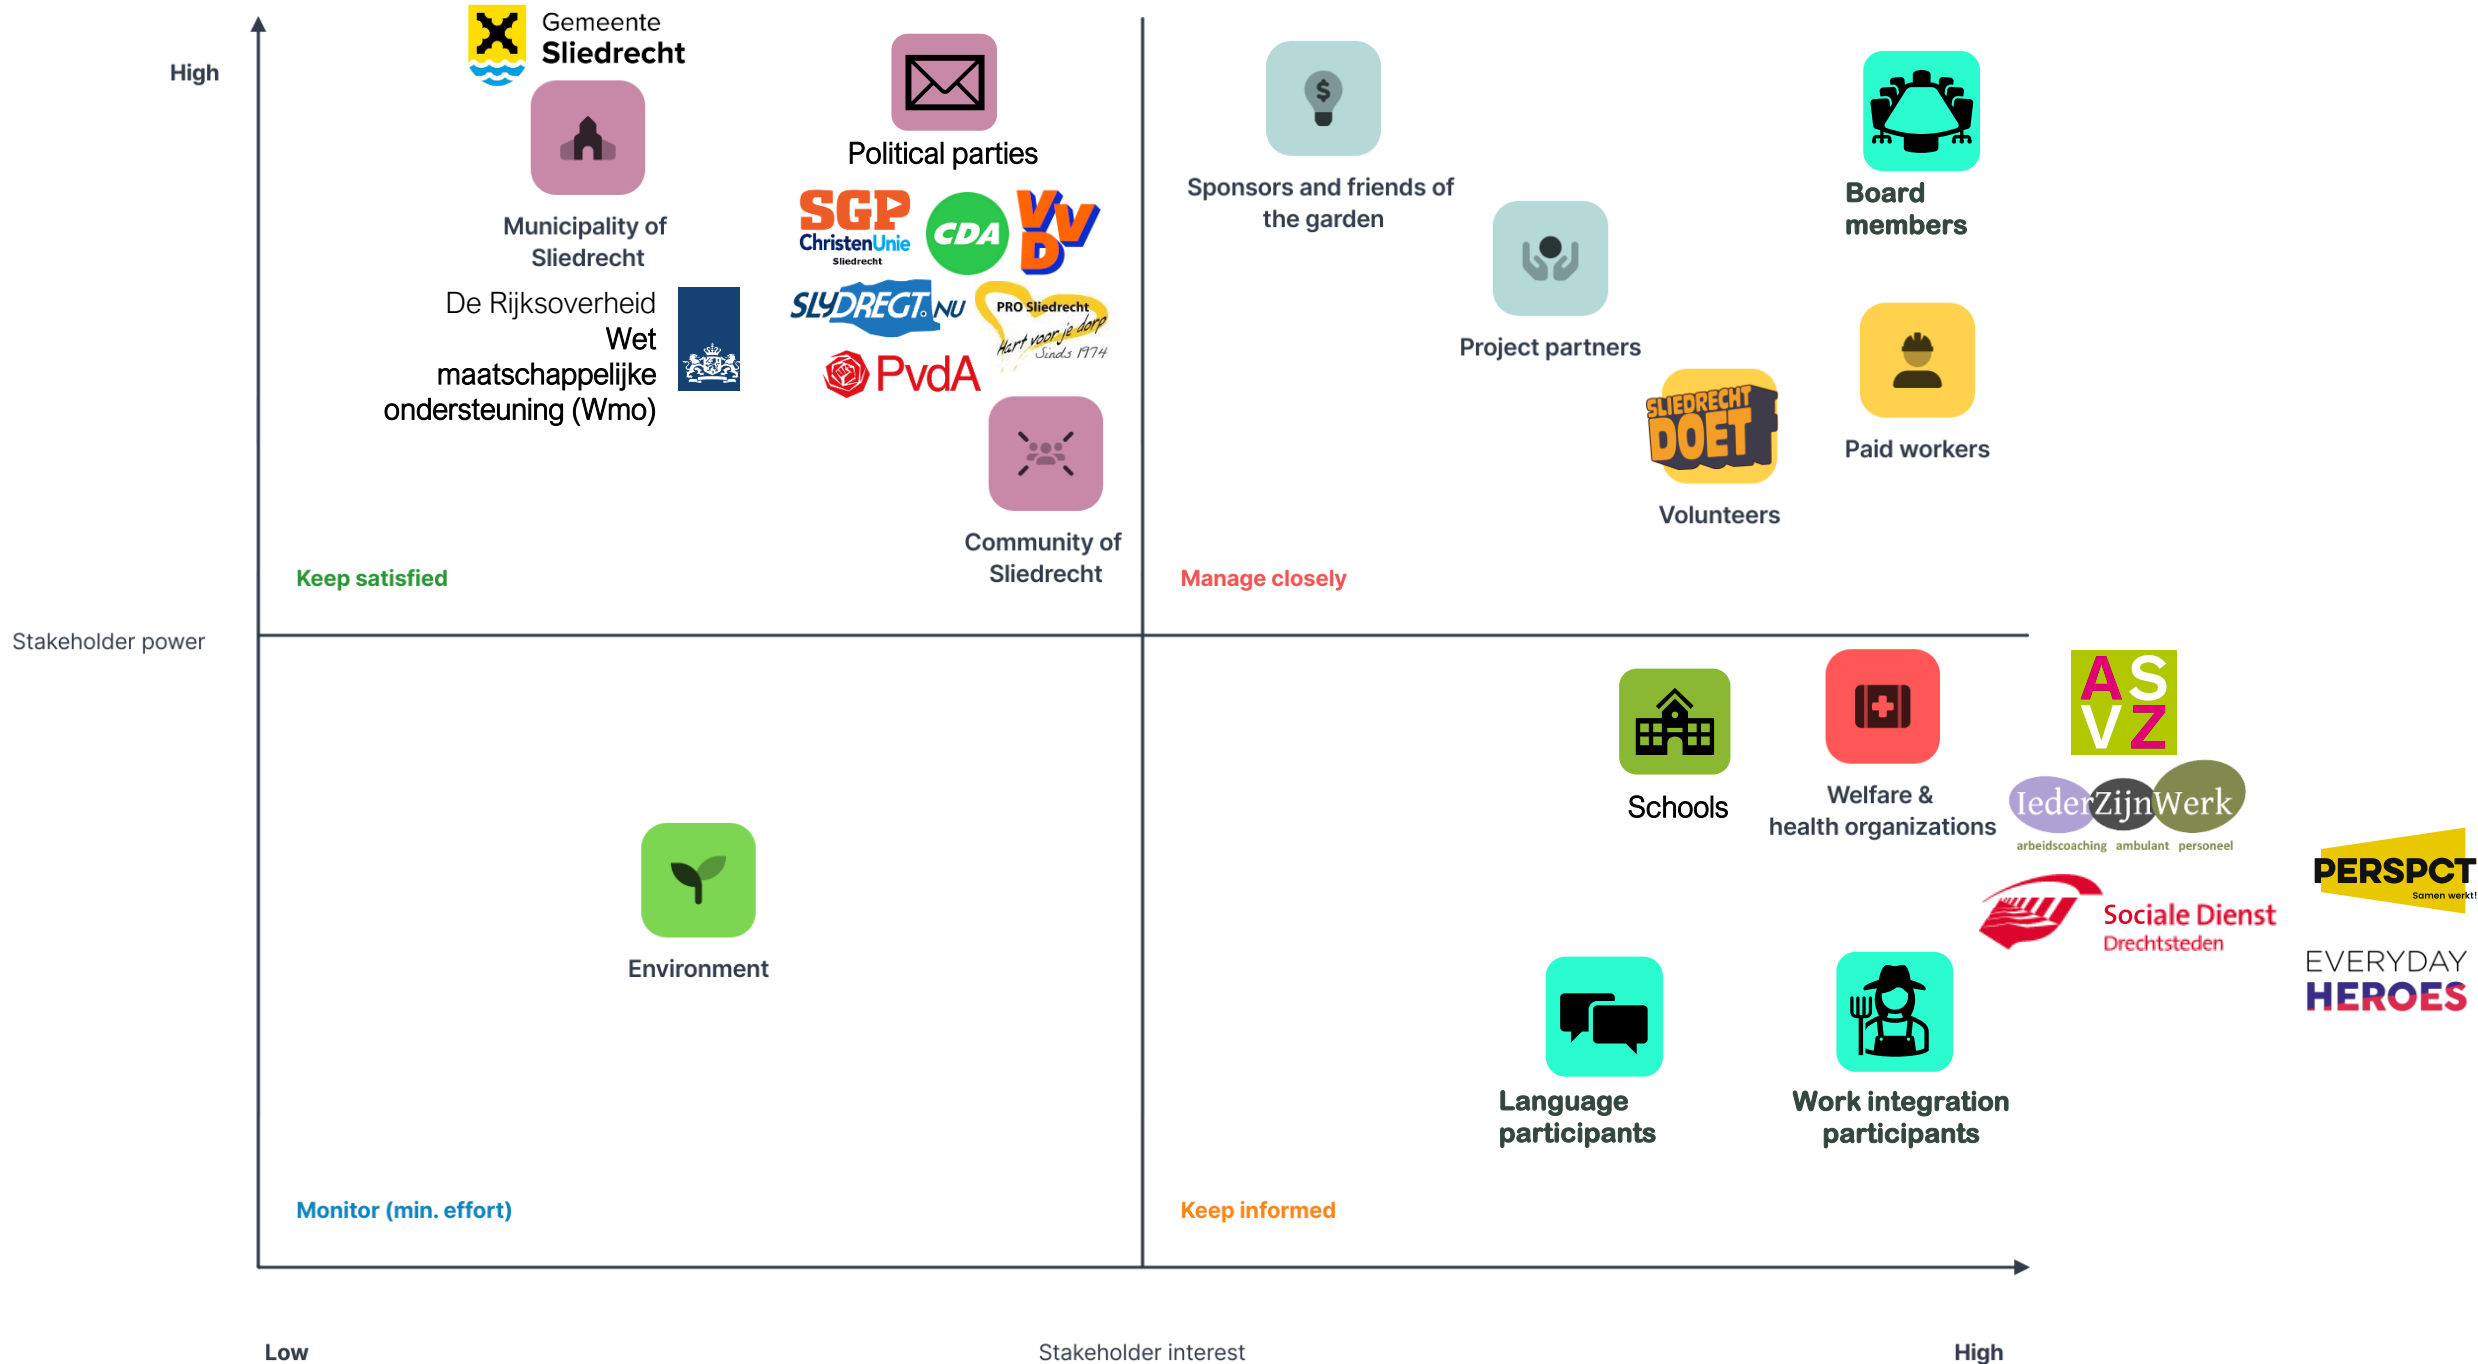 High
Gemeente
Sliedrecht
Municipality of
Sliedrecht
De Rijksoverheid
Wet
maatschappelijke
ondersteuning (Wmo)
Political parties
SGP
ChristenUnie
Sliedrecht
CDA
VVD
SLYDREGT.NU
PRO Sliedrecht
Hart voor je dorp
Sinds 1974
PvdA
Community of
Sliedrecht
Keep satisfied
$
Sponsors and friends of
the garden
Project partners
Board
members
SLIEDRECHT
DOET
Volunteers
Paid workers
Manage closely
Stakeholder power
Environment
Monitor (min. effort)
Schools
Welfare &
health organizations
AS
VZ
IederZijnWerk
arbeidscoaching ambulant personeel
PERSPCT
Samen werkt!
Sociale Dienst
Drechtsteden
EVERYDAY
HEROES
Language
participants
Work integration
participants
Keep informed
Low
Stakeholder interest
High